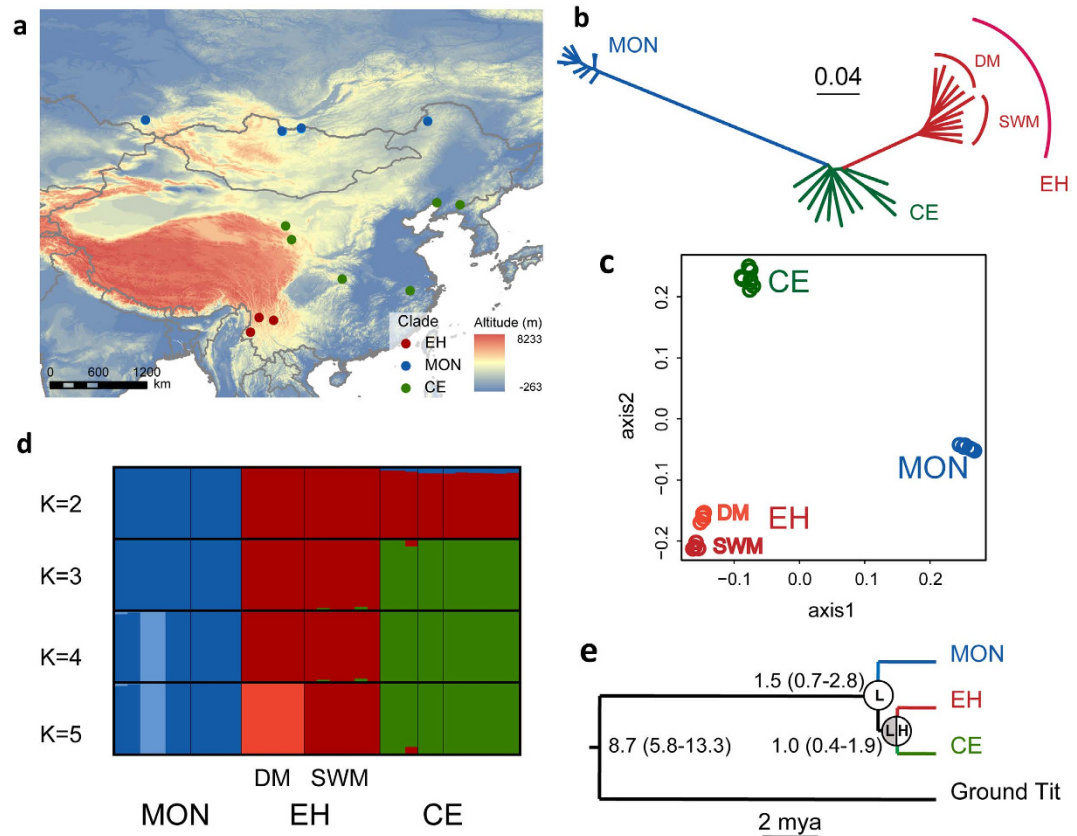 a
Clade
EH
MON
CE
Altitude (m)
8233
-263
0 600 1200
km
b
MON
0.04
DM
SWM
EH
CE
c
CE
MON
DM
EH
SWM
0.2
0.0
−0.1
−0.2
axis2
−0.1 0.0 0.1 0.2
axis1
d
K=2
K=3
K=4
K=5
DM SWM
MON EH CE
e
MON
1.5 (0.7-2.8)
L
EH
L H
8.7 (5.8-13.3) 1.0 (0.4-1.9)
CE
Ground Tit
2 mya